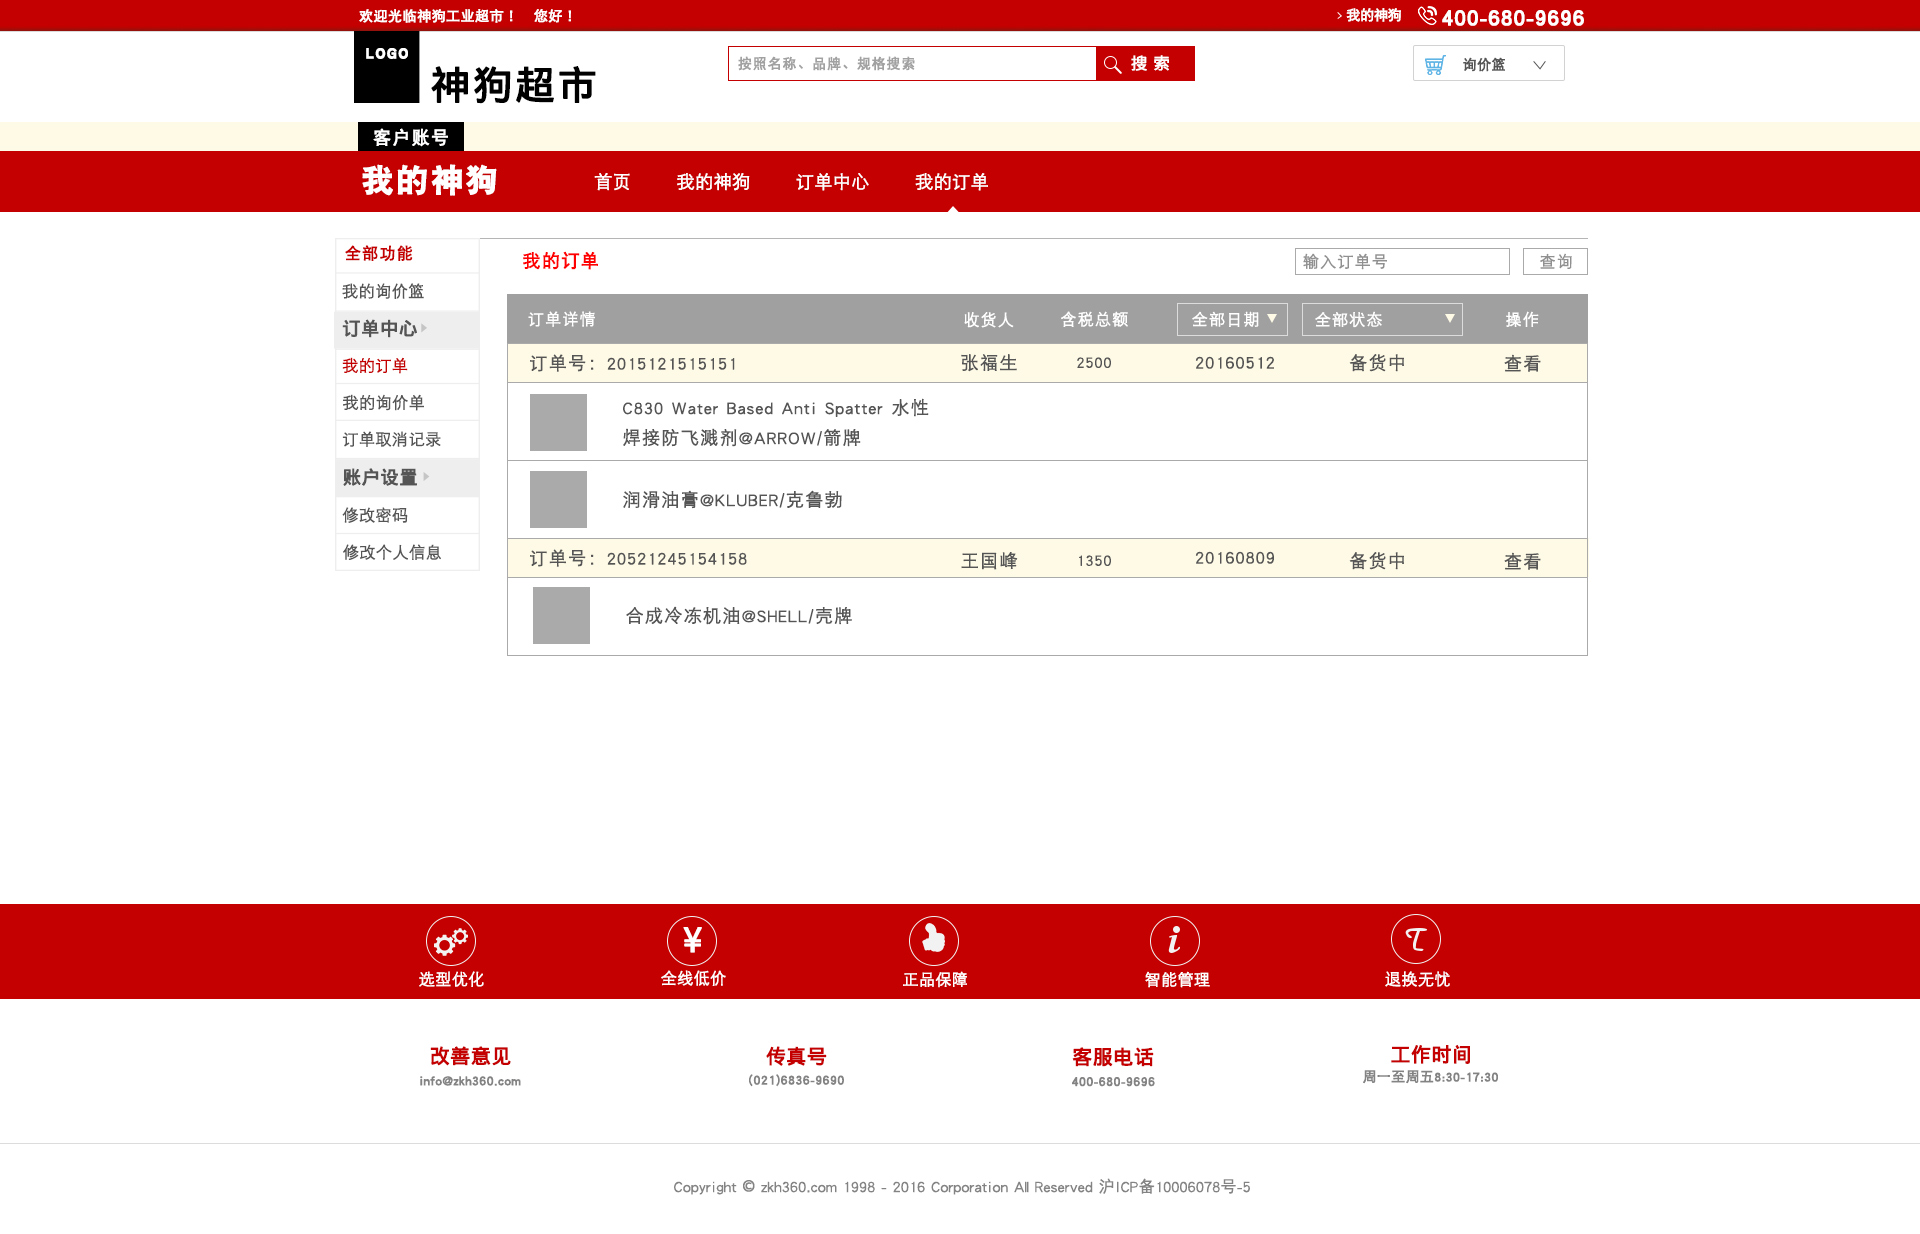 欢迎光临神狗工业超市！ 您好！
> 我的神狗 400-680-9696
LOGO
神狗超市
按照名称、品牌、规格搜索
搜 索
询价篮
客户账号
我的神狗
首页 我的神狗 订单中心 我的订单
全部功能
我的询价篮
订单中心
我的订单
我的询价单
订单取消记录
账户设置
修改密码
修改个人信息
我的订单
输入订单号 查询
订单详情 收货人 含税总额 全部日期 全部状态 操作
订单号：2015121515151 张福生 2500 20160512 备货中 查看
C830 Water Based Anti Spatter 水性
焊接防飞溅剂@ARROW/箭牌
润滑油膏@KLUBER/克鲁勃
订单号：20521245154158 王国峰 1350 20160809 备货中 查看
合成冷冻机油@SHELL/壳牌
¥ i T
选型优化 全线低价 正品保障 智能管理 退换无忧
改善意见 传真号 客服电话 工作时间
info@zkh360.com (021)6836-9690 400-680-9696 周一至周五8:30-17:30
Copyright © zkh360.com 1998 - 2016 Corporation All Reserved 沪ICP备10006078号-5